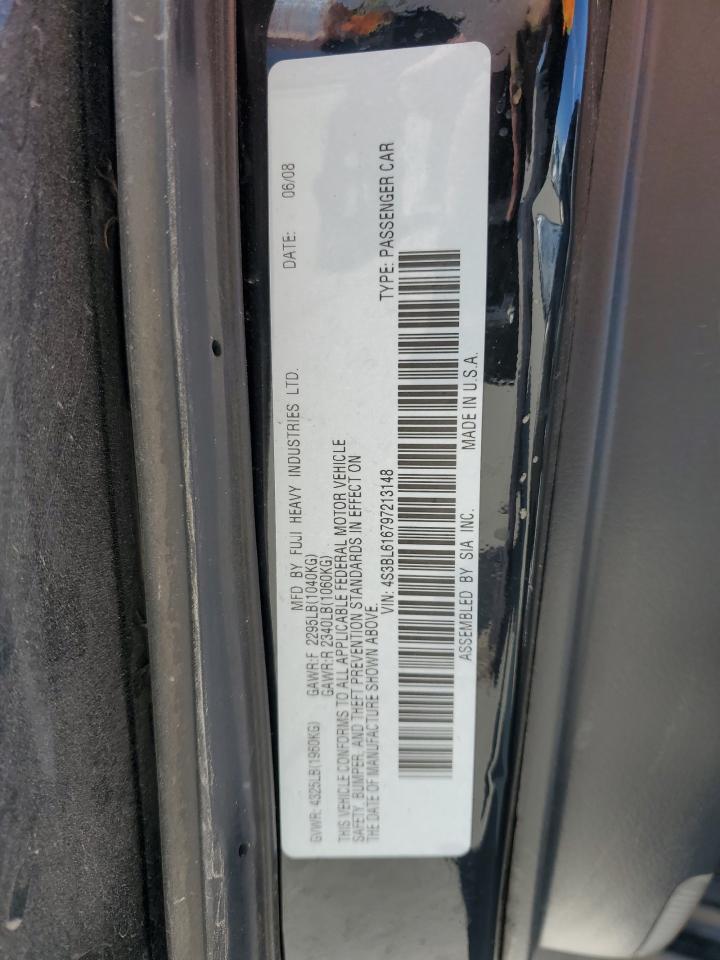 MFD BY FUJI HEAVY INDUSTRIES LTD. DATE: 06/08
GVWR: 4325LB(1960KG) GAWR:F 2295LB(1040KG)
GAWR:R 2340LB(1060KG)
THIS VEHICLE CONFORMS TO ALL APPLICABLE FEDERAL MOTOR VEHICLE
SAFETY, BUMPER, AND THEFT PREVENTION STANDARDS IN EFFECT ON
THE DATE OF MANUFACTURE SHOWN ABOVE.
VIN: 4S3BL616797213148 TYPE: PASSENGER CAR
ASSEMBLED BY SIA INC. MADE IN U.S.A.